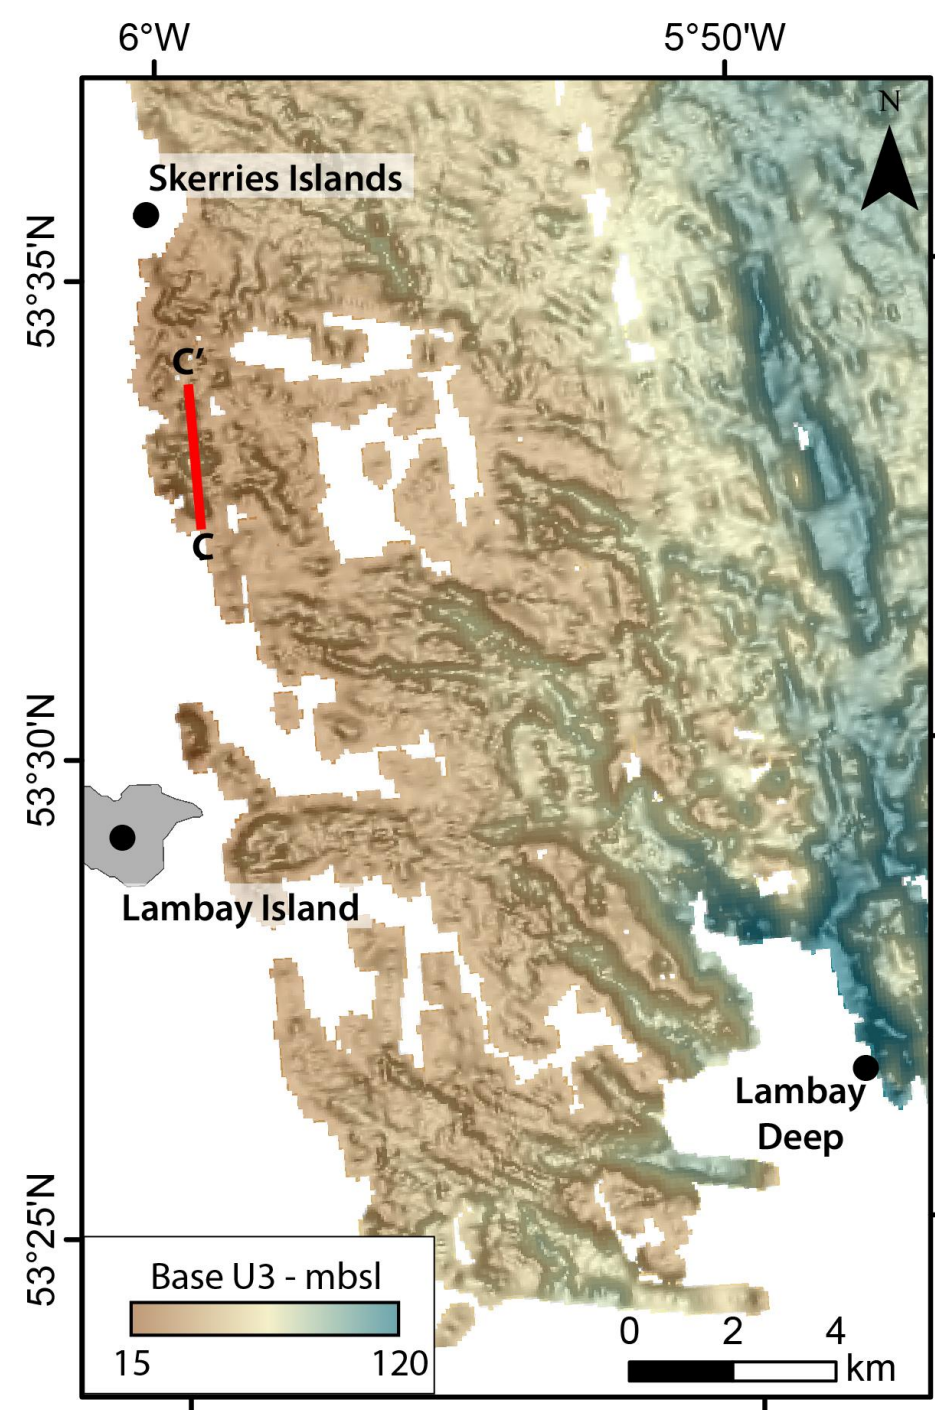 6°W
5°50'W
N
Skerries Islands
53°35'N
C’
C
53°30'N
Lambay Island
Lambay
Deep
53°25'N
Base U3 - mbsl
15
120
0
2
4
km